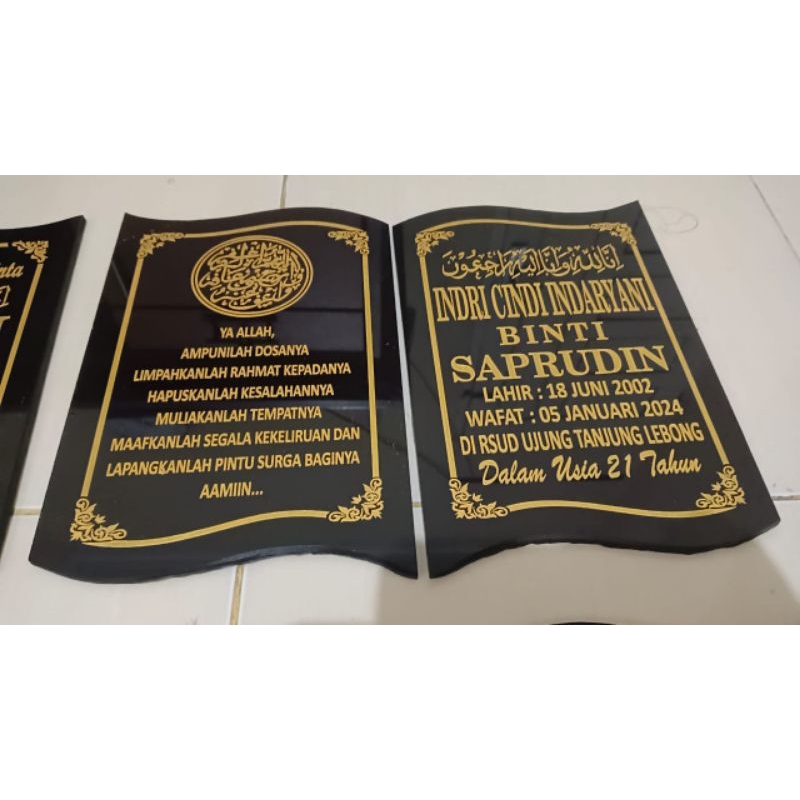 YA ALLAH,
AMPUNILAH DOSANYA
LIMPAHKANLAH RAHMAT KEPADANYA
HAPUSKANLAH KESALAHANNYA
MULIAKANLAH TEMPATNYA
MAAFKANLAH SEGALA KEKELIRUAN DAN
LAPANGKANLAH PINTU SURGA BAGINYA
AAMIIN...
اِنَّا لِلّٰهِ وَاِنَّآ اِلَيْهِ رَاجِعُوْنَ
INDRI CINDI INDARYANI
BINTI
SAPRUDIN
LAHIR : 18 JUNI 2002
WAFAT : 05 JANUARI 2024
DI RSUD UJUNG TANJUNG LEBONG
Dalam Usia 21 Tahun